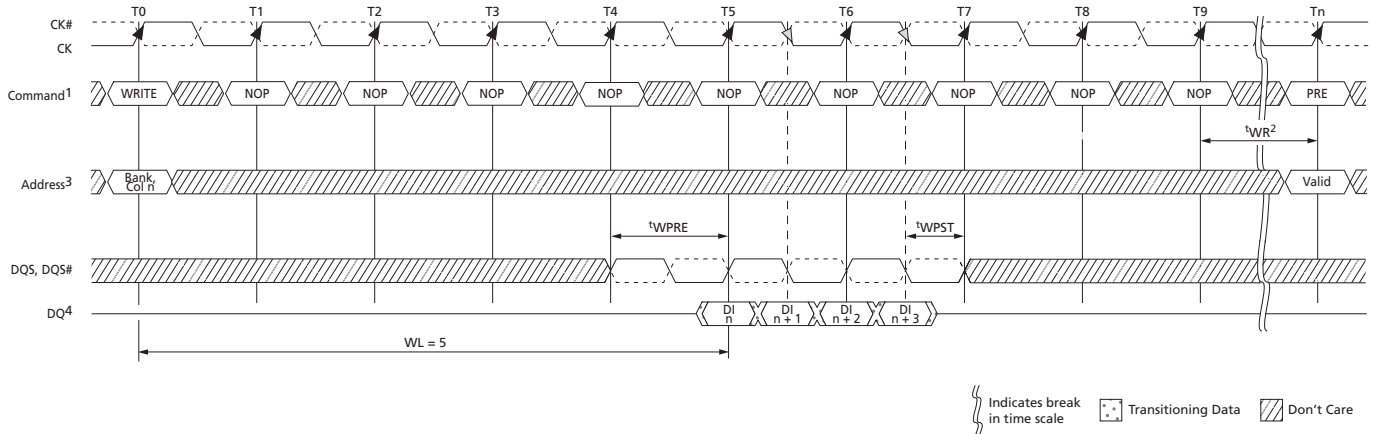 T0 T1 T2 T3 T4 T5 T6 T7 T8 T9 Tn
CK#
CK
Command1 WRITE NOP NOP NOP NOP NOP NOP NOP NOP NOP PRE
tWR2
Address3 Bank, Col n Valid
tWPRE tWPST
DQS, DQS#
DQ4 DI n DI n + 1 DI n + 2 DI n + 3
WL = 5
Indicates break in time scale
Transitioning Data
Don't Care